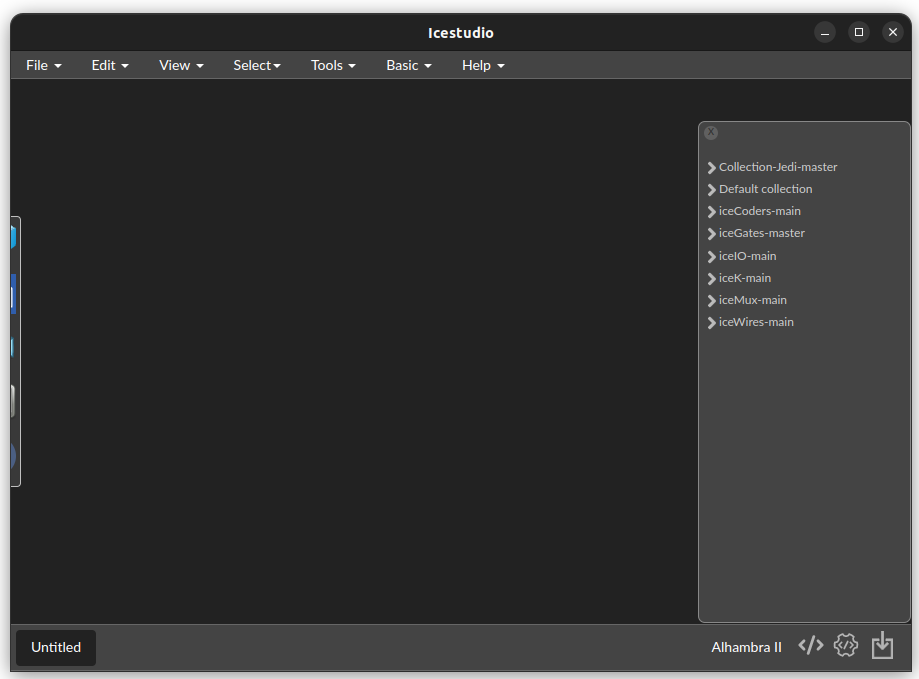 Icestudio
File Edit View Select Tools Basic Help
X
Collection-Jedi-master
Default collection
iceCoders-main
iceGates-master
iceIO-main
iceK-main
iceMux-main
iceWires-main
Untitled
Alhambra II </> </>